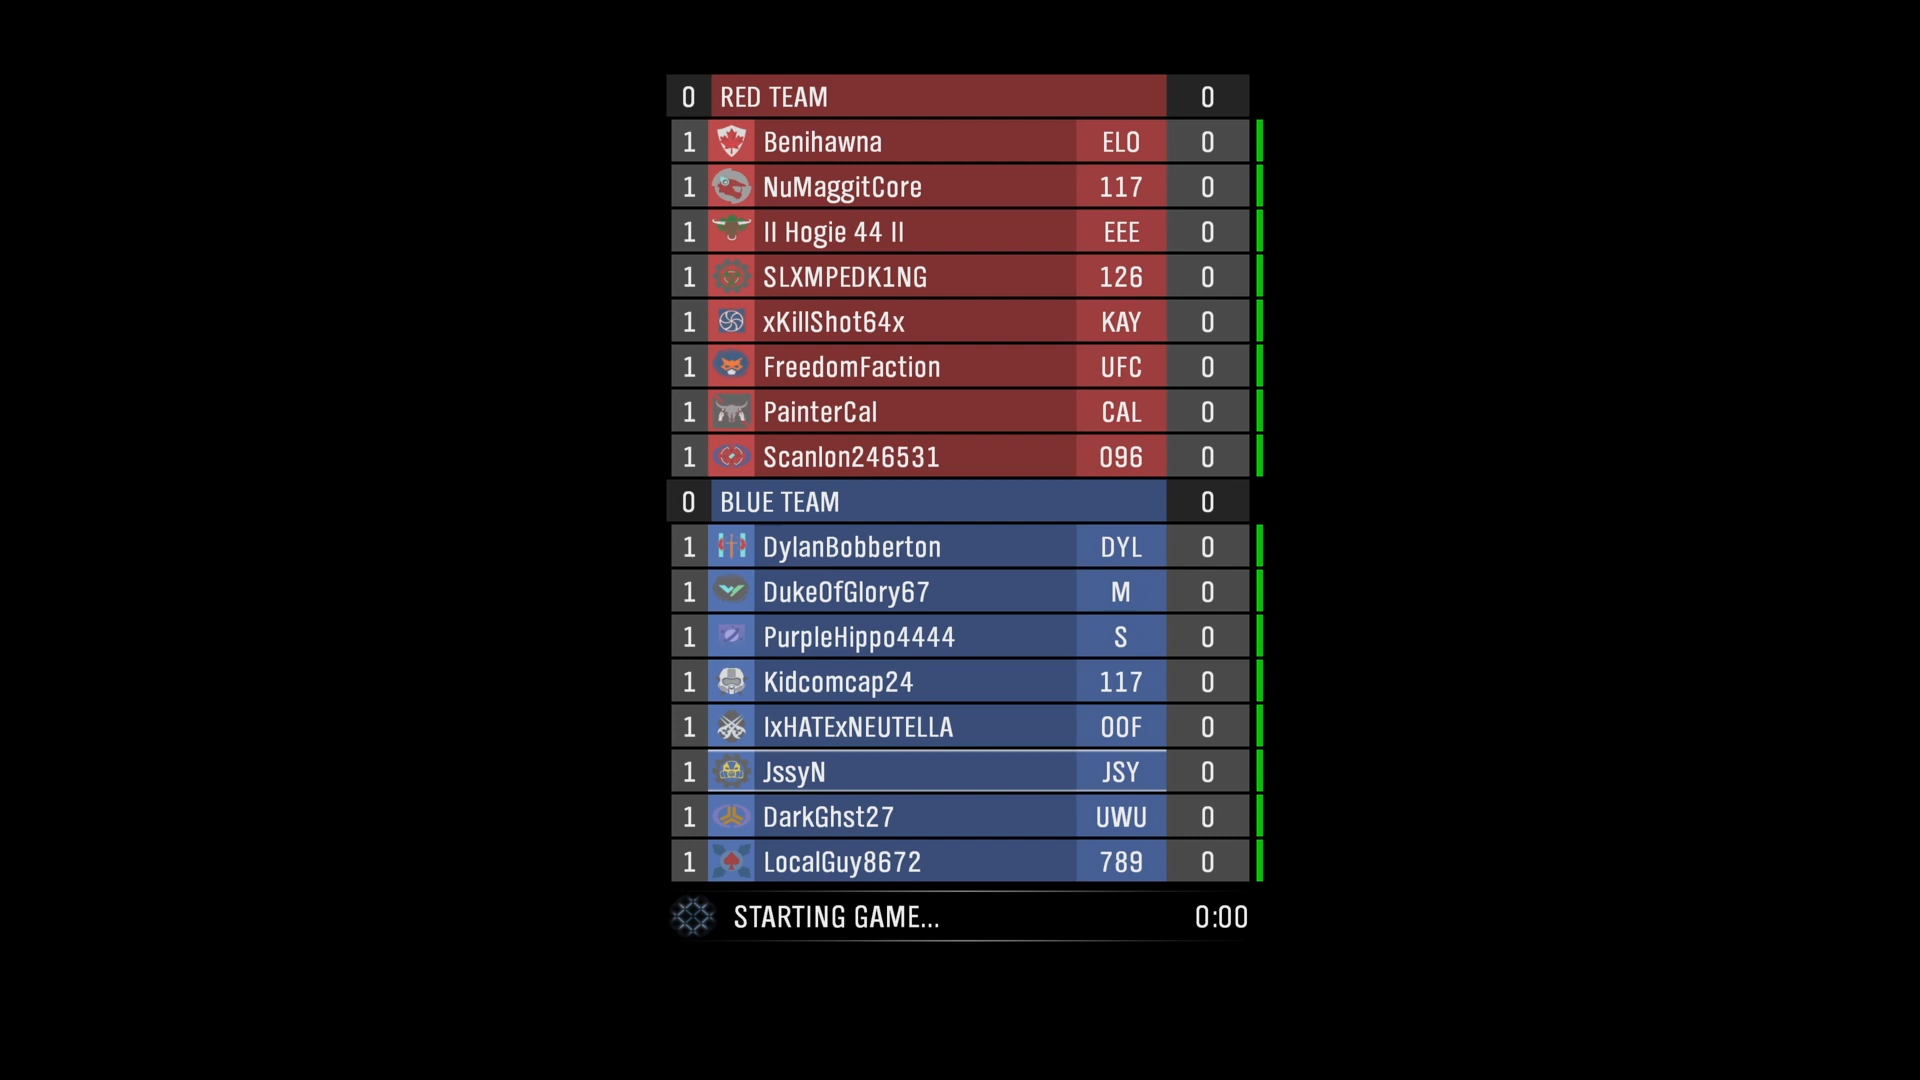 0 RED TEAM 0
1 Benihawna ELO 0
1 NuMaggitCore 117 0
1 II Hogie 44 II EEE 0
1 SLXMPEDK1NG 126 0
1 xKillShot64x KAY 0
1 FreedomFaction UFC 0
1 PainterCal CAL 0
1 Scanlon246531 096 0
0 BLUE TEAM 0
1 DylanBobberton DYL 0
1 DukeOfGlory67 M 0
1 PurpleHippo4444 S 0
1 Kidcomcap24 117 0
1 IxHATExNEUTELLA OOF 0
1 JssyN JSY 0
1 DarkGhst27 UWU 0
1 LocalGuy8672 789 0
STARTING GAME... 0:00